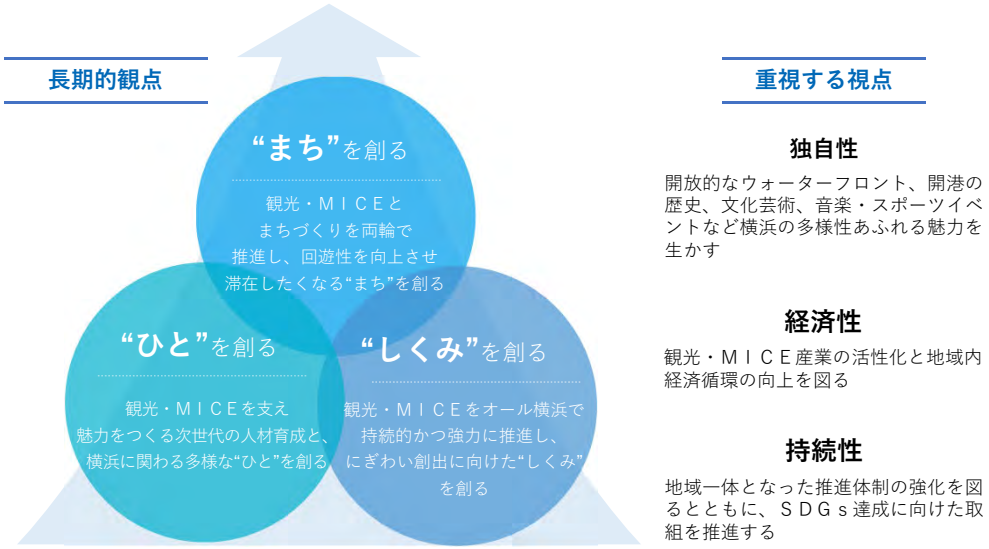 長期的観点
“まち”を創る
観光・ＭＩＣＥと
まちづくりを両輪で
推進し、回遊性を向上させ
滞在したくなる“まち”を創る
“ひと”を創る
観光・ＭＩＣＥを支え
魅力をつくる次世代の人材育成と、
横浜に関わる多様な“ひと”を創る
“しくみ”を創る
観光・ＭＩＣＥをオール横浜で
持続的かつ強力に推進し、
にぎわい創出に向けた“しくみ”
を創る
重視する視点
独自性
開放的なウォーターフロント、開港の
歴史、文化芸術、音楽・スポーツイベ
ントなど横浜の多様性あふれる魅力を
生かす
経済性
観光・ＭＩＣＥ産業の活性化と地域内
経済循環の向上を図る
持続性
地域一体となった推進体制の強化を図
るとともに、ＳＤＧｓ達成に向けた取
組を推進する